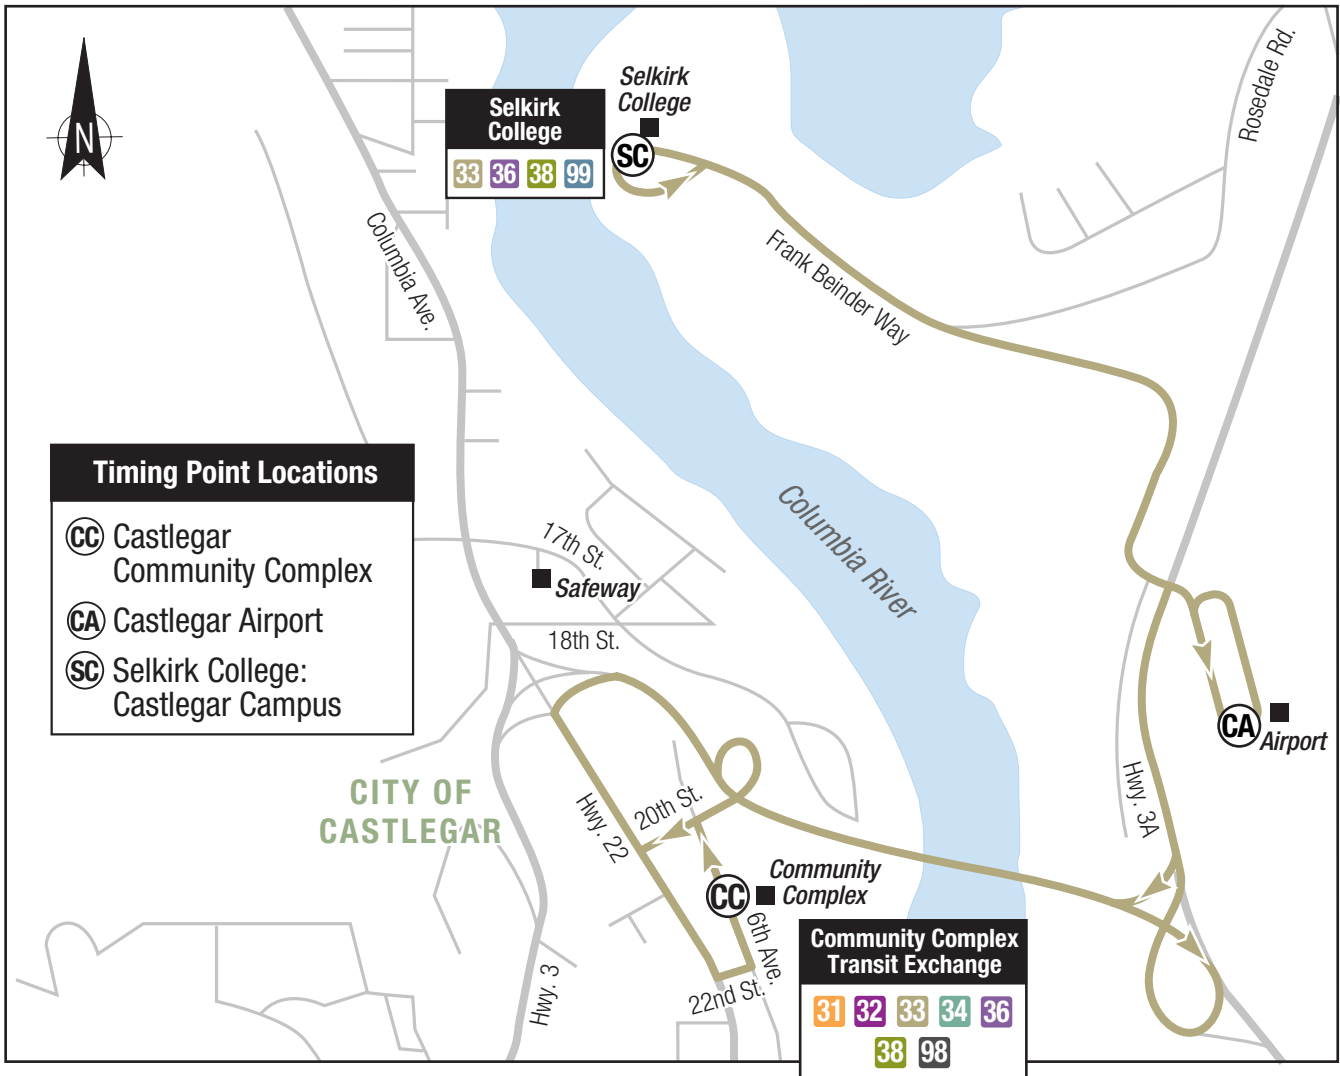 N
Selkirk
College
33 36 38 99
Selkirk
College
SC
Rosedale Rd.
Columbia Ave.
Frank Beinder Way
Timing Point Locations
CC Castlegar
Community Complex
CA Castlegar Airport
SC Selkirk College:
Castlegar Campus
17th St.
Safeway
18th St.
Columbia River
CA
Airport
Hwy. 3A
CITY OF
CASTLEGAR
Hwy. 22
20th St.
CC
Community
Complex
6th Ave.
22nd St.
Hwy. 3
Community Complex
Transit Exchange
31 32 33 34 36
38 98